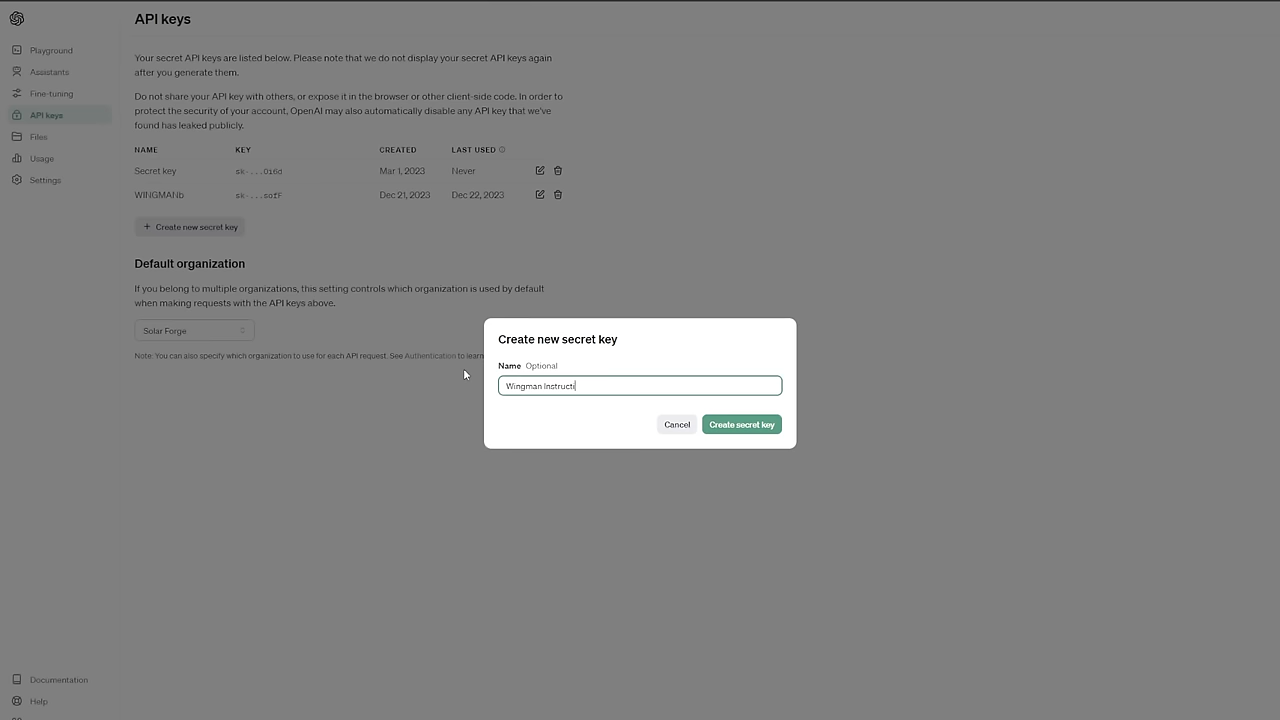 API keys
Playground
Assistants
Fine-tuning
API keys
Files
Usage
Settings
Your secret API keys are listed below. Please note that we do not display your secret API keys again
after you generate them.
Do not share your API key with others, or expose it in the browser or other client-side code. In order to
protect the security of your account, OpenAI may also automatically disable any API key that we've
found has leaked publicly.
NAME KEY CREATED LAST USED
Secret key sk-...016d Mar 1, 2023 Never
WINGMANb sk-...safF Dec 21, 2023 Dec 22, 2023
+ Create new secret key
Default organization
If you belong to multiple organizations, this setting controls which organization is used by default
when making requests with the API keys above.
Solar Forge
Note: You can also specify which organization to use for each API request. See Authentication to learn
Create new secret key
Name Optional
Wingman Instructi
Cancel Create secret key
Documentation
Help